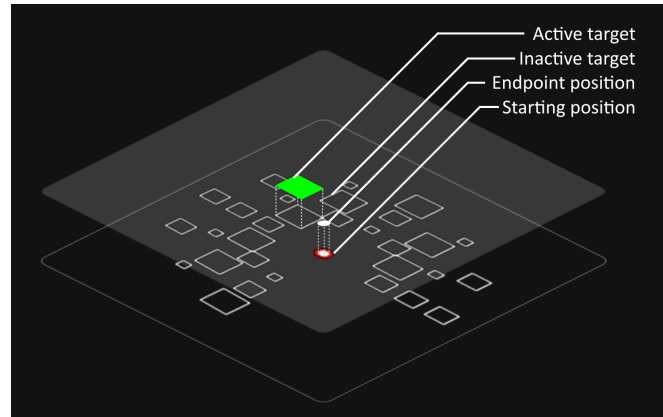 Active target
Inactive target
Endpoint position
Starting position